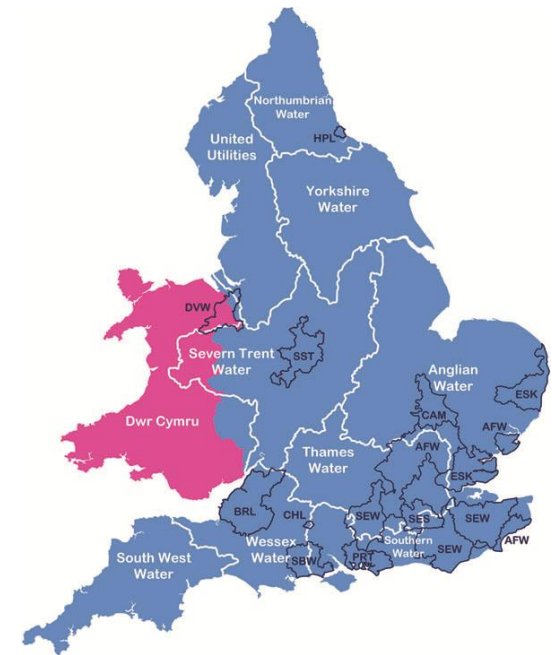 Northumbrian
Water
HPL
United
Utilities
Yorkshire
Water
DVW
Severn Trent
Water
SST
Anglian
Water
ESK
CAM
AFW
AFW
Dwr Cymru
Thames
Water
ESK
BRL
CHL
SEW
SES
SEW
AFW
Wessex
Water
Southern
Water
SEW
SBW
PRT
South West
Water